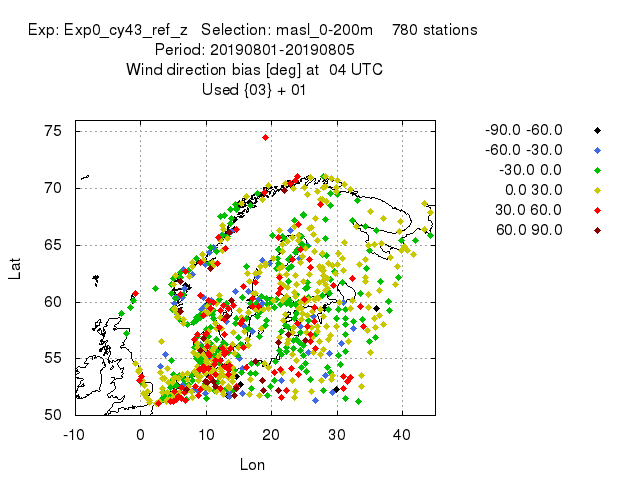 Exp: Exp0_cy43_ref_z   Selection: masl_0-200m    780 stations
Period: 20190801-20190805
Wind direction bias [deg] at  04 UTC
Used {03} + 01
-90.0 -60.0
-60.0 -30.0
-30.0 0.0
0.0 30.0
30.0 60.0
60.0 90.0
75
70
65
60
55
50
Lat
-10 0 10 20 30 40
Lon